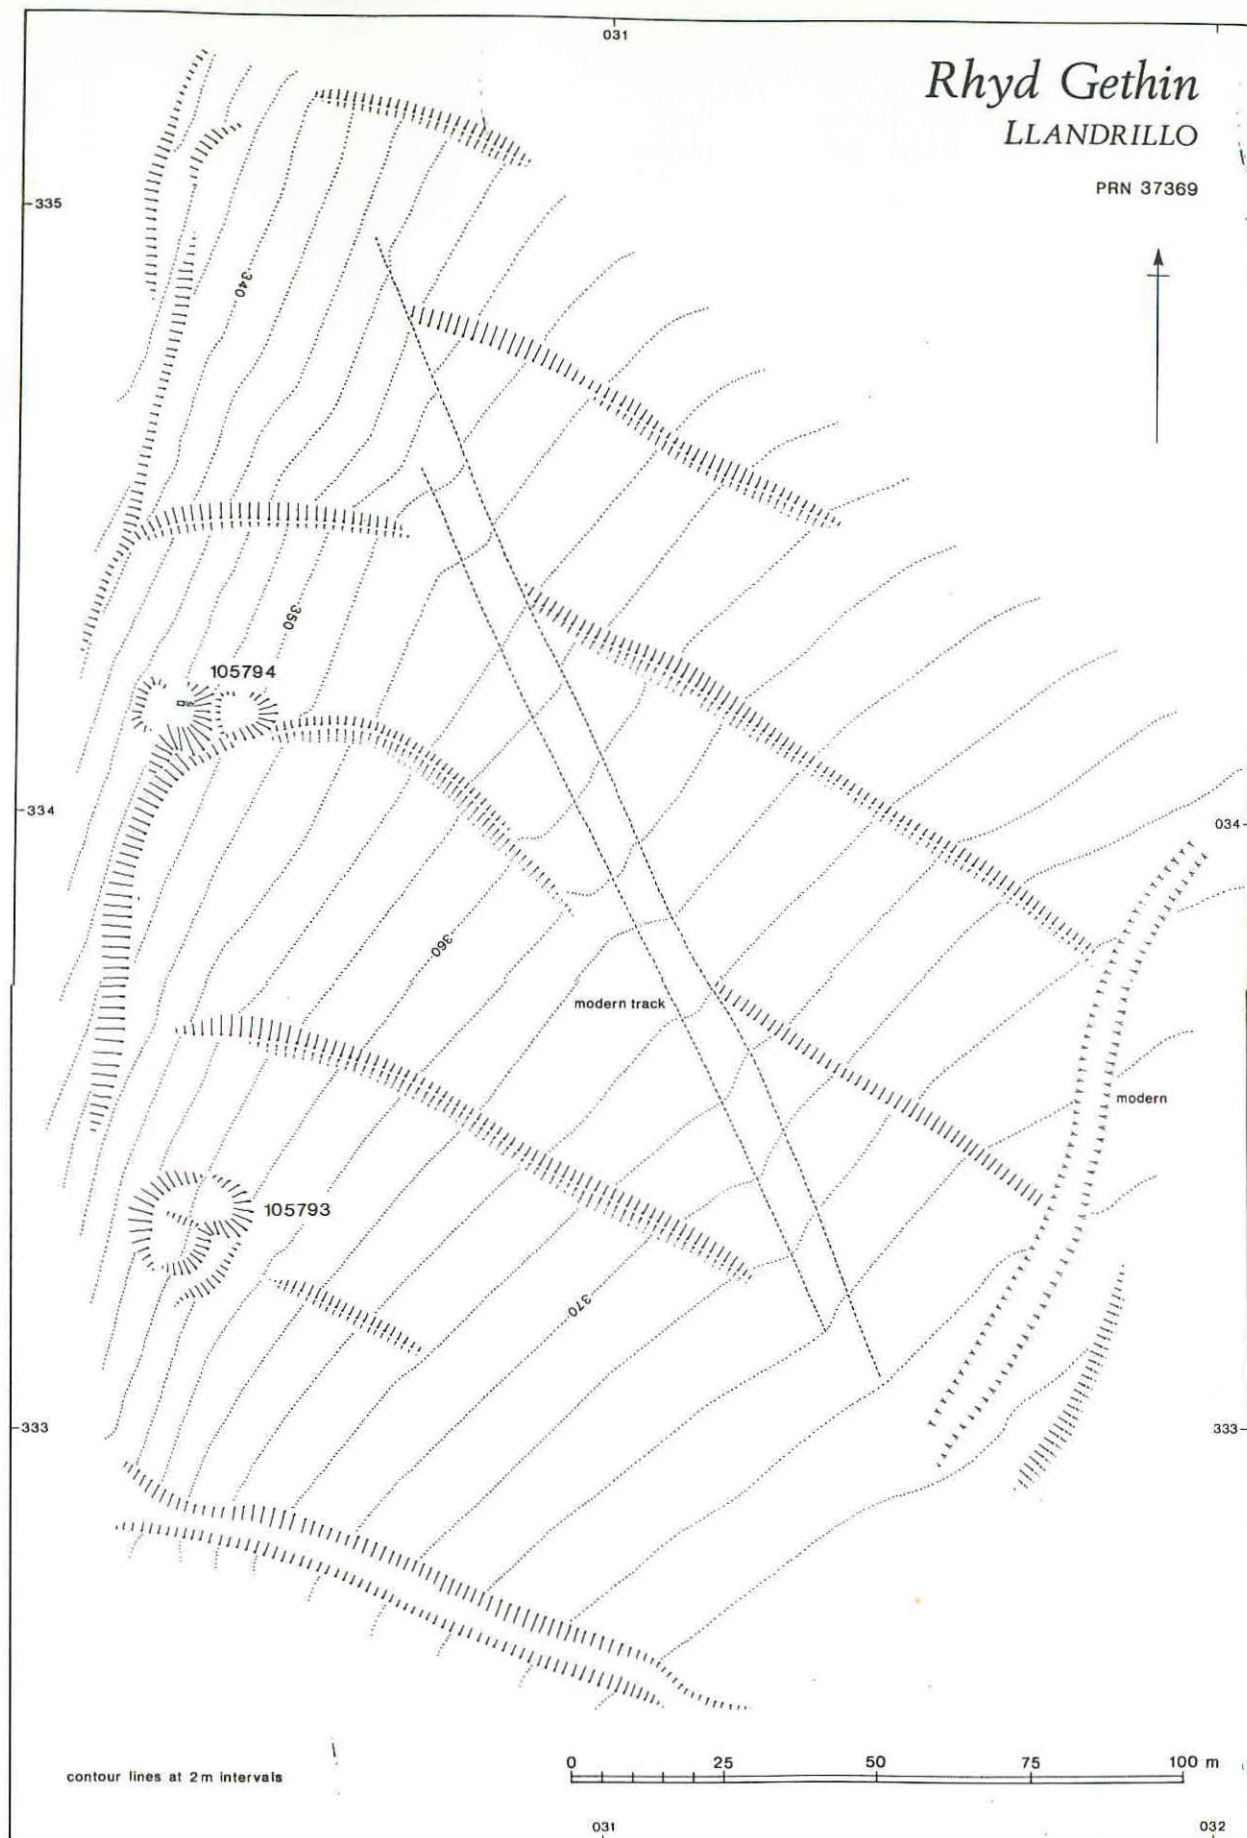 031
Rhyd Gethin
LLANDRILLO
PRN 37369
335
340
350
105794
334
034
360
modern track
modern
105793
370
333
333
contour lines at 2m intervals
0 25 50 75 100 m
031
032